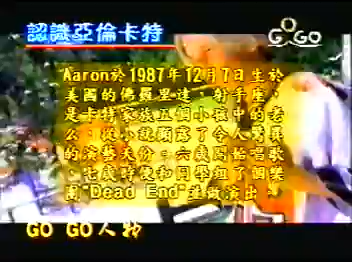 認識亞倫卡特
GOGO
Aaron於1987年12月7日生於
美國的佛羅里達,射手座,
是卡特家族五個小孩中的老
么;從小就顯露了令人驚異
的演藝天份。六歲開始唱歌
,七歲時便和同學組了個樂
團"Dead End"並做演出。
GO GO人物